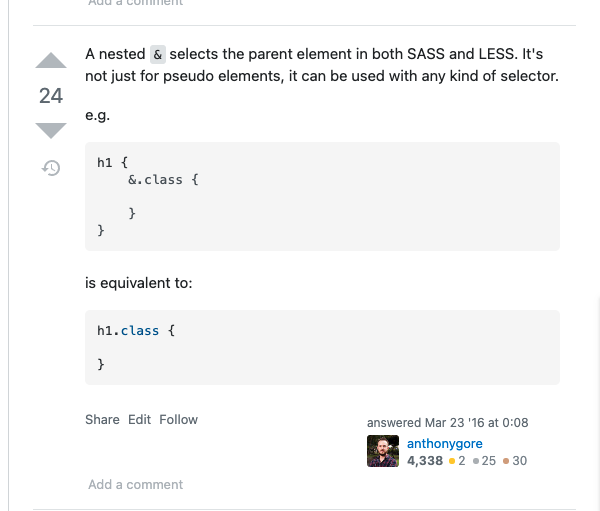 Add a comment
A nested & selects the parent element in both SASS and LESS. It's
not just for pseudo elements, it can be used with any kind of selector.
24
e.g.
h1 {
    &.class {
    }
}
is equivalent to:
h1.class {
}
Share Edit Follow
answered Mar 23 '16 at 0:08
anthonygore
4,338 ●2 ●25 ●30
Add a comment